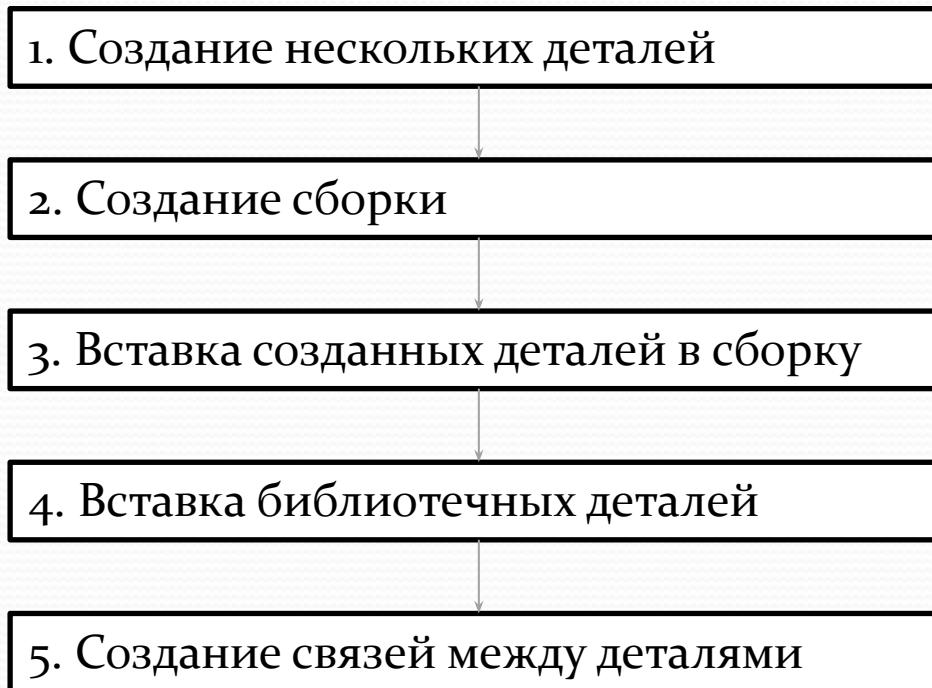 1. Создание нескольких деталей
2. Создание сборки
3. Вставка созданных деталей в сборку
4. Вставка библиотечных деталей
5. Создание связей между деталями